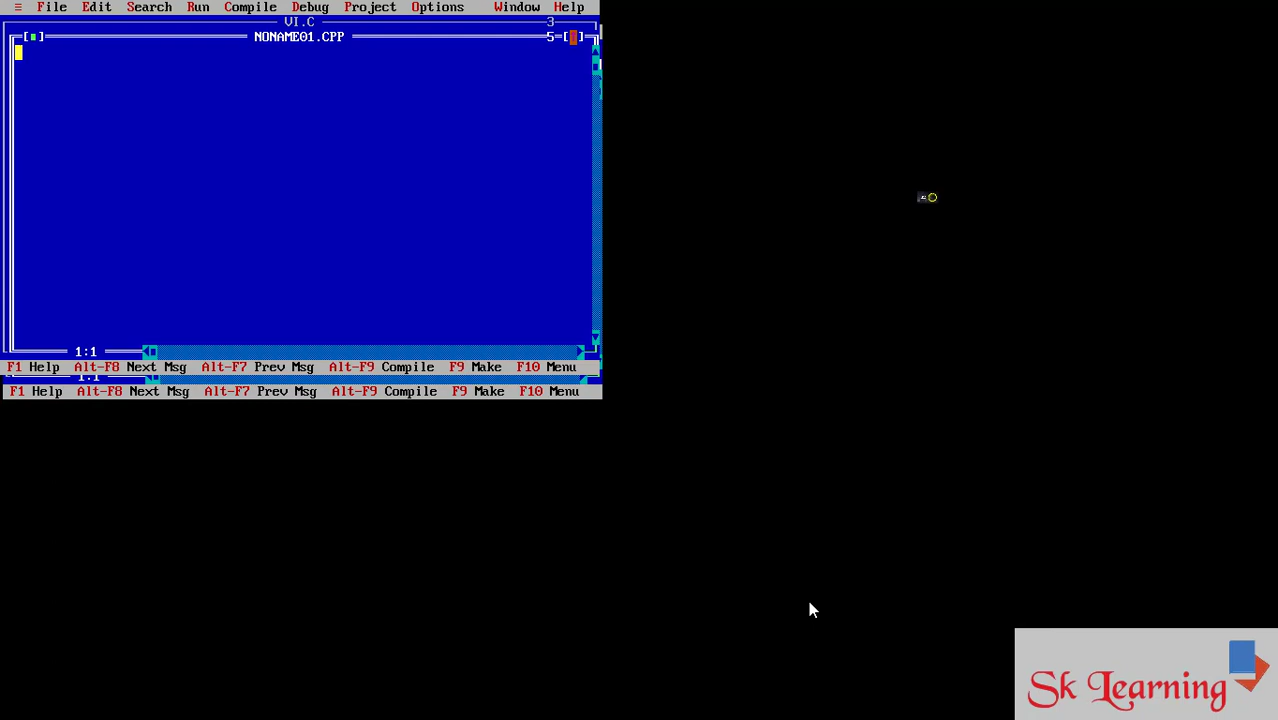 ≡ File Edit Search Run Compile Debug Project Options Window Help
VI.C 3
[■] NONAME01.CPP 5=[ ]
1:1
F1 Help Alt-F8 Next Msg Alt-F7 Prev Msg Alt-F9 Compile F9 Make F10 Menu
1:1
F1 Help Alt-F8 Next Msg Alt-F7 Prev Msg Alt-F9 Compile F9 Make F10 Menu
Sk Learning